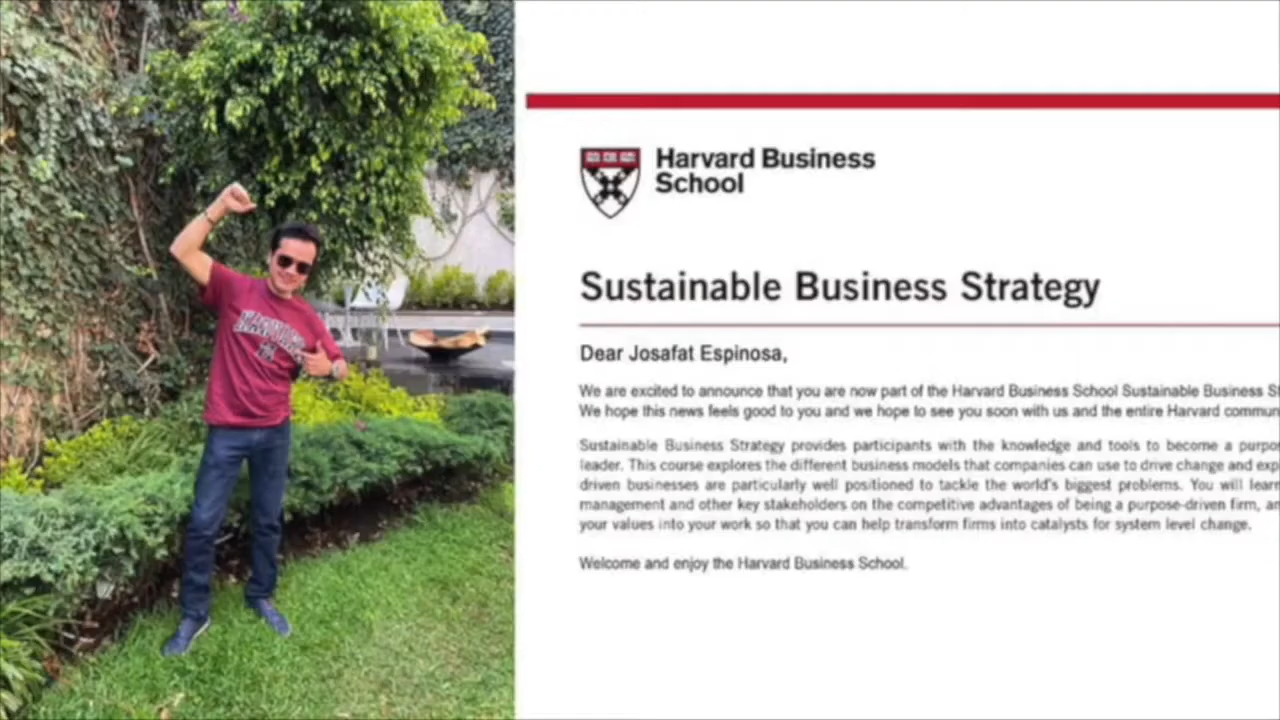 HARVARD
Harvard Business
School
Sustainable Business Strategy
Dear Josafat Espinosa,
We are excited to announce that you are now part of the Harvard Business School Sustainable Business S
We hope this news feels good to you and we hope to see you soon with us and the entire Harvard commun
Sustainable Business Strategy provides participants with the knowledge and tools to become a purpo
leader. This course explores the different business models that companies can use to drive change and exp
driven businesses are particularly well positioned to tackle the world's biggest problems. You will learn
management and other key stakeholders on the competitive advantages of being a purpose-driven firm, an
your values into your work so that you can help transform firms into catalysts for system level change.
Welcome and enjoy the Harvard Business School.